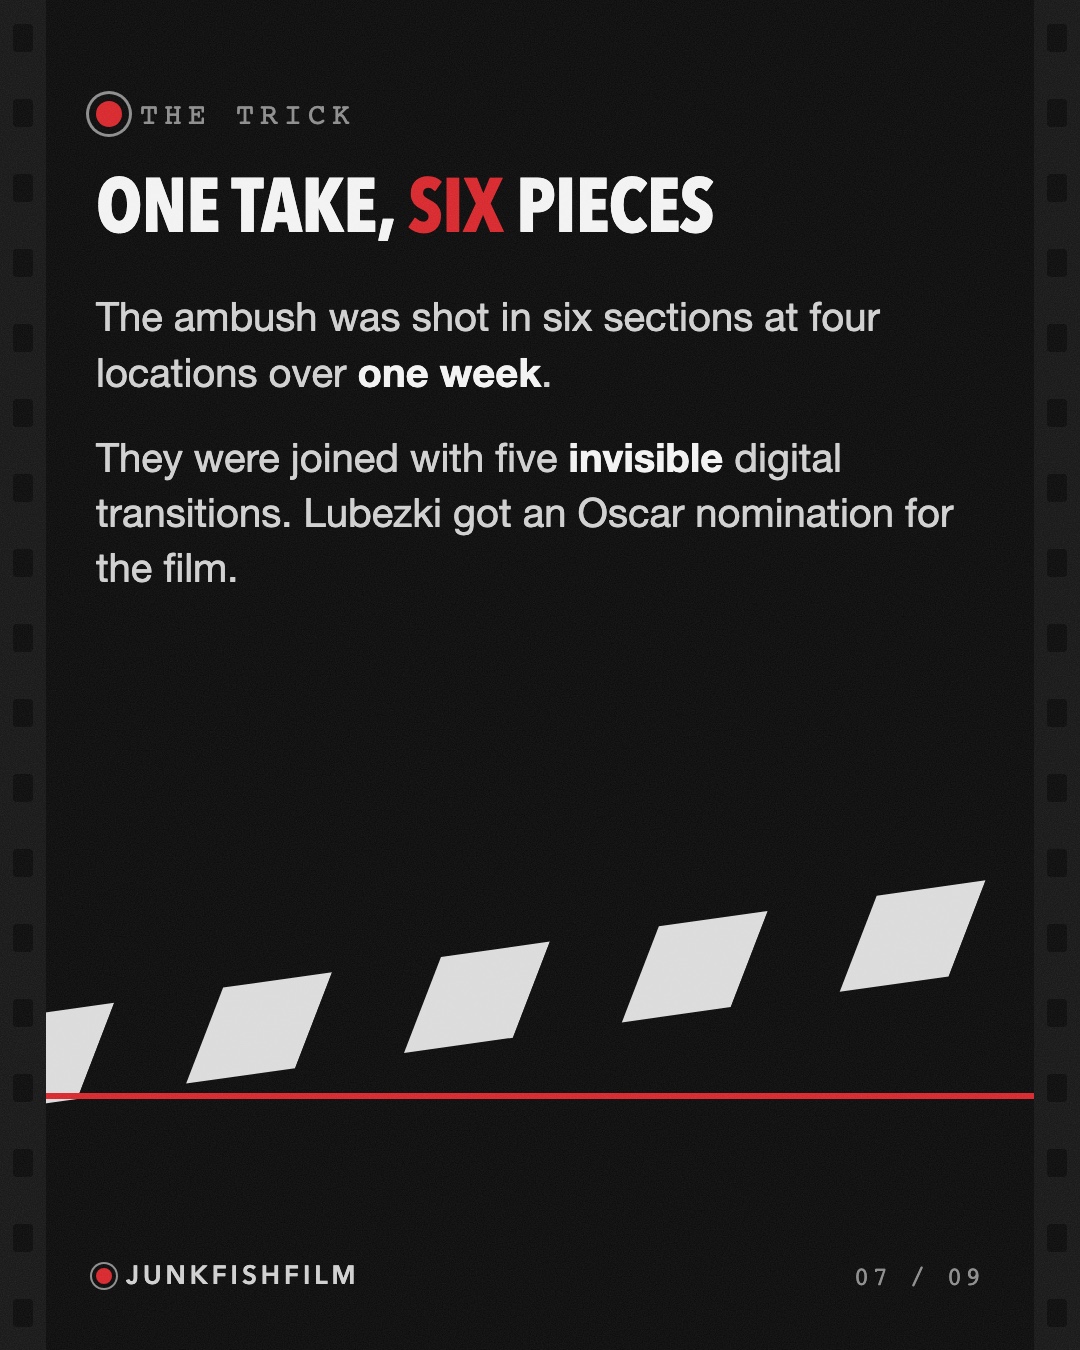 THE TRICK
ONE TAKE, SIX PIECES
The ambush was shot in six sections at four
locations over one week.
They were joined with five invisible digital
transitions. Lubezki got an Oscar nomination for
the film.
JUNKFISHFILM
07 / 09